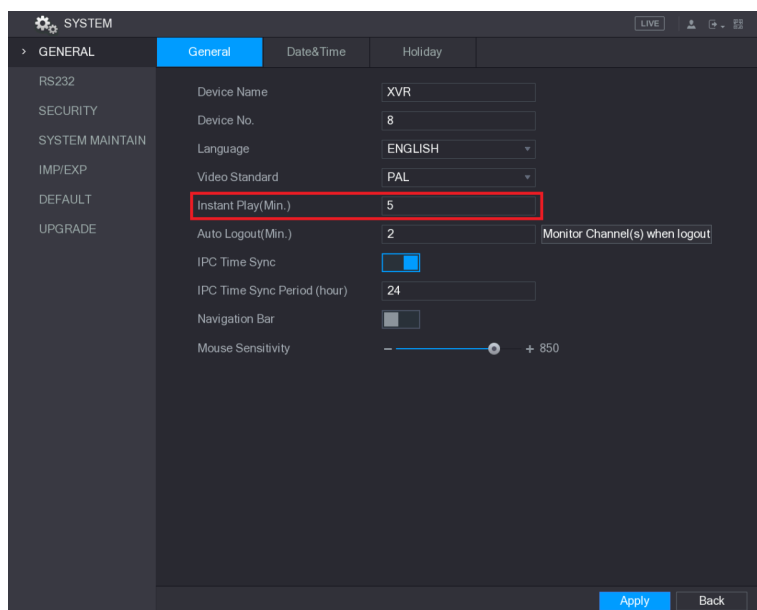 SYSTEM
LIVE
GENERAL
General Date&Time Holiday
RS232
SECURITY
SYSTEM MAINTAIN
IMP/EXP
DEFAULT
UPGRADE
Device Name XVR
Device No. 8
Language ENGLISH
Video Standard PAL
Instant Play(Min.) 5
Auto Logout(Min.) 2 Monitor Channel(s) when logout
IPC Time Sync
IPC Time Sync Period (hour) 24
Navigation Bar
Mouse Sensitivity − + 850
Apply Back